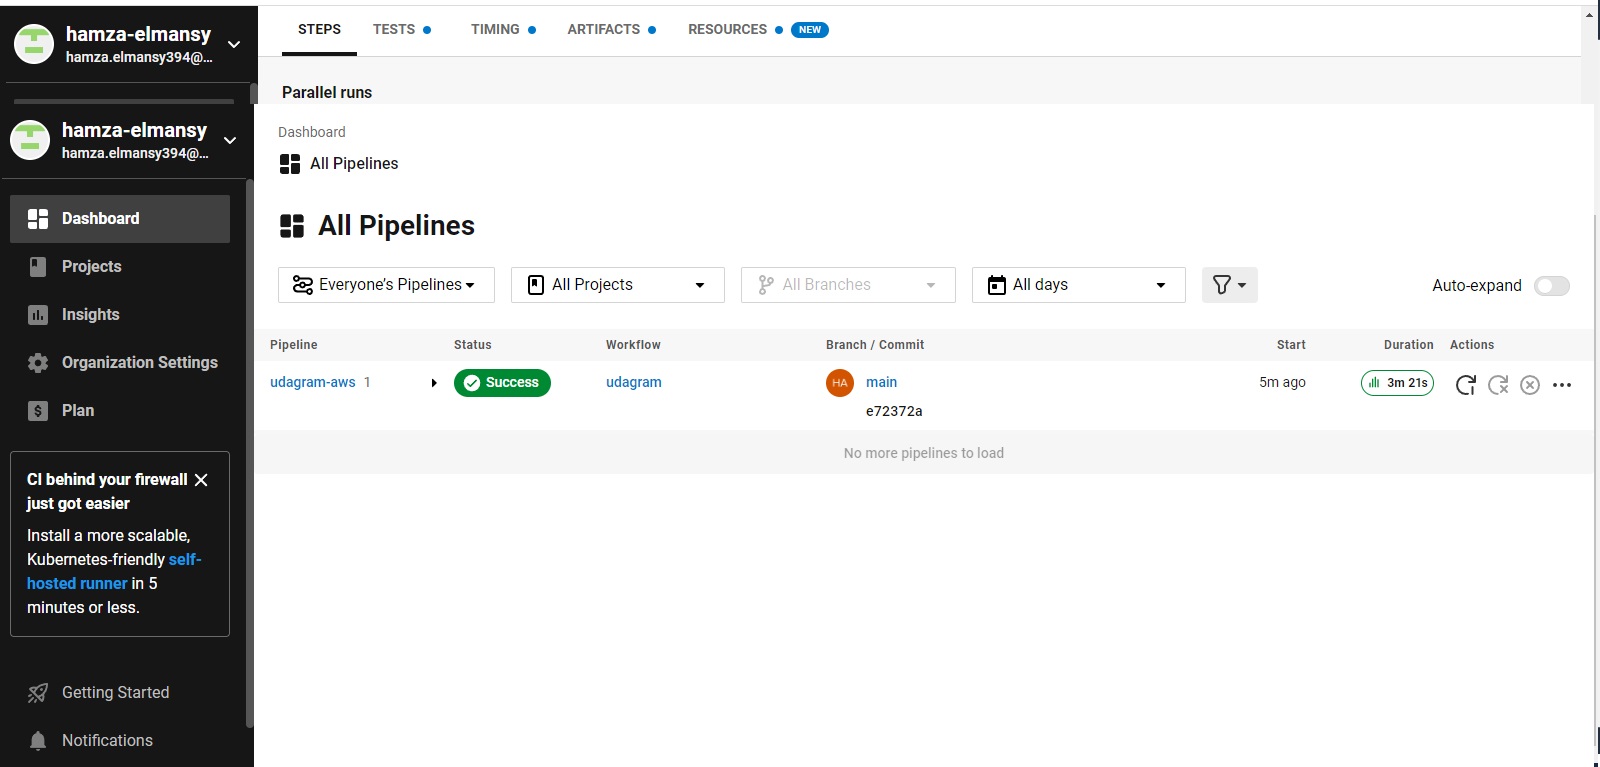 hamza-elmansy
hamza.elmansy394@...
STEPS TESTS TIMING ARTIFACTS RESOURCES NEW
Parallel runs
hamza-elmansy
hamza.elmansy394@...
Dashboard
Projects
Insights
Organization Settings
Plan
CI behind your firewall
just got easier
Install a more scalable,
Kubernetes-friendly self-
hosted runner in 5
minutes or less.
Getting Started
Notifications
Dashboard
All Pipelines
All Pipelines
Everyone's Pipelines All Projects All Branches All days Auto-expand
Pipeline Status Workflow Branch / Commit Start Duration Actions
udagram-aws 1 Success udagram HA main 5m ago 3m 21s
e72372a
No more pipelines to load